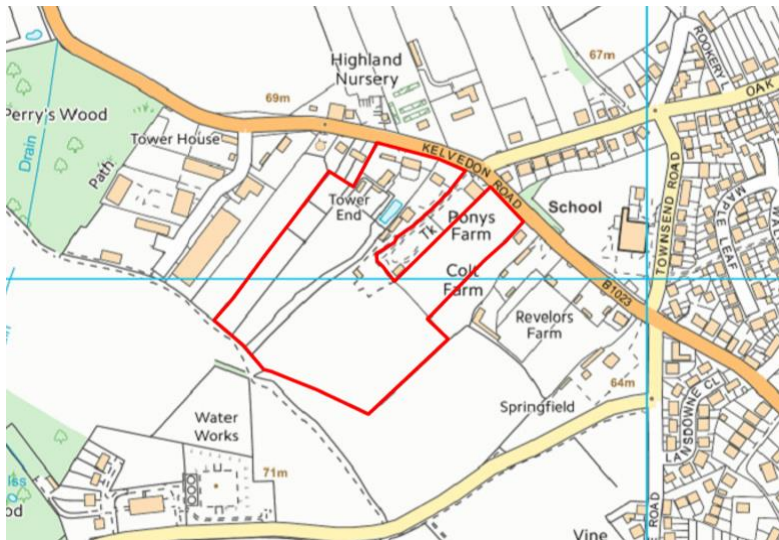 ROOKERY L
67m
OAK
Highland
Nursery
69m
Perry's Wood
Tower House
Drain
Path
KELVEDON ROAD
Tower
End
Tk
Ponys
Farm
School
TOWNSEND ROAD
MAPLE LEAF
Colt
Farm
B1023
Revelors
Farm
64m
Springfield
LANSDOWNE CL
Water
Works
71m
E ROAD
Vine